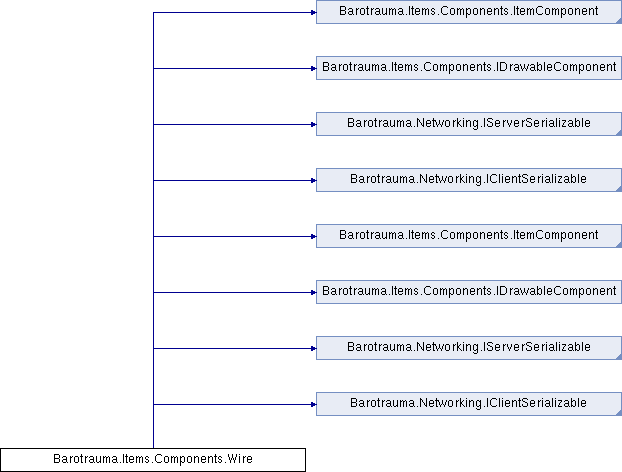 Barotrauma.Items.Components.ItemComponent
Barotrauma.Items.Components.IDrawableComponent
Barotrauma.Networking.IServerSerializable
Barotrauma.Networking.IClientSerializable
Barotrauma.Items.Components.ItemComponent
Barotrauma.Items.Components.IDrawableComponent
Barotrauma.Networking.IServerSerializable
Barotrauma.Networking.IClientSerializable
Barotrauma.Items.Components.Wire